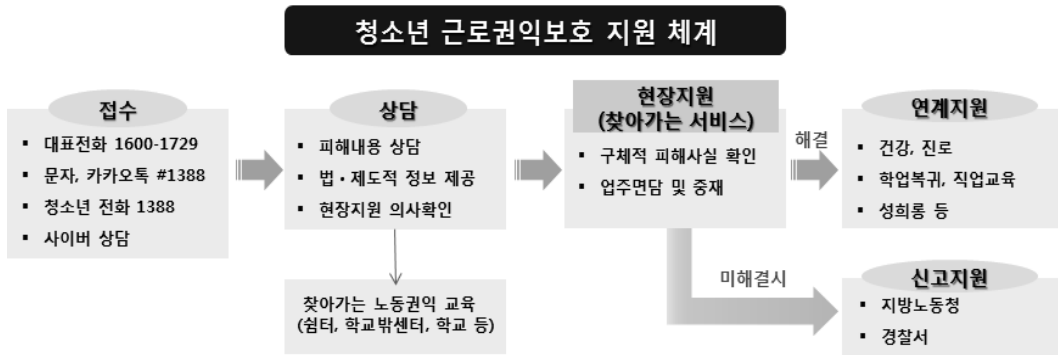 청소년 근로권익보호 지원 체계
접수
▪ 대표전화 1600-1729
▪ 문자, 카카오톡 #1388
▪ 청소년 전화 1388
▪ 사이버 상담
상담
▪ 피해내용 상담
▪ 법·제도적 정보 제공
▪ 현장지원 의사확인
찾아가는 노동권익 교육
(쉼터, 학교밖센터, 학교 등)
현장지원
(찾아가는 서비스)
▪ 구체적 피해사실 확인
▪ 업주면담 및 중재
해결
연계지원
▪ 건강, 진로
▪ 학업복귀, 직업교육
▪ 성희롱 등
미해결시
신고지원
▪ 지방노동청
▪ 경찰서